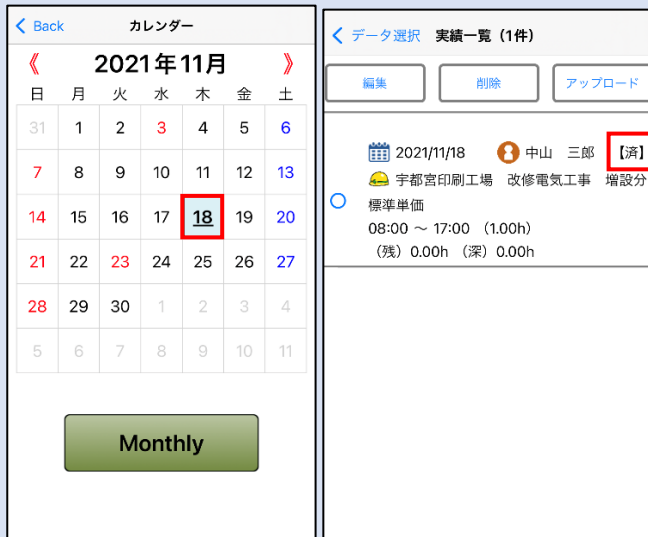 Back カレンダー
《 2021年11月 》
日 月 火 水 木 金 土
31 1 2 3 4 5 6
7 8 9 10 11 12 13
14 15 16 17 18 19 20
21 22 23 24 25 26 27
28 29 30 1 2 3 4
5 6 7 8 9 10 11
Monthly
データ選択 実績一覧（1件）
編集 削除 アップロード
2021/11/18 中山　三郎 【済】
宇都宮印刷工場　改修電気工事　増設分
標準単価
08:00 ～ 17:00 （1.00h）
（残）0.00h （深）0.00h